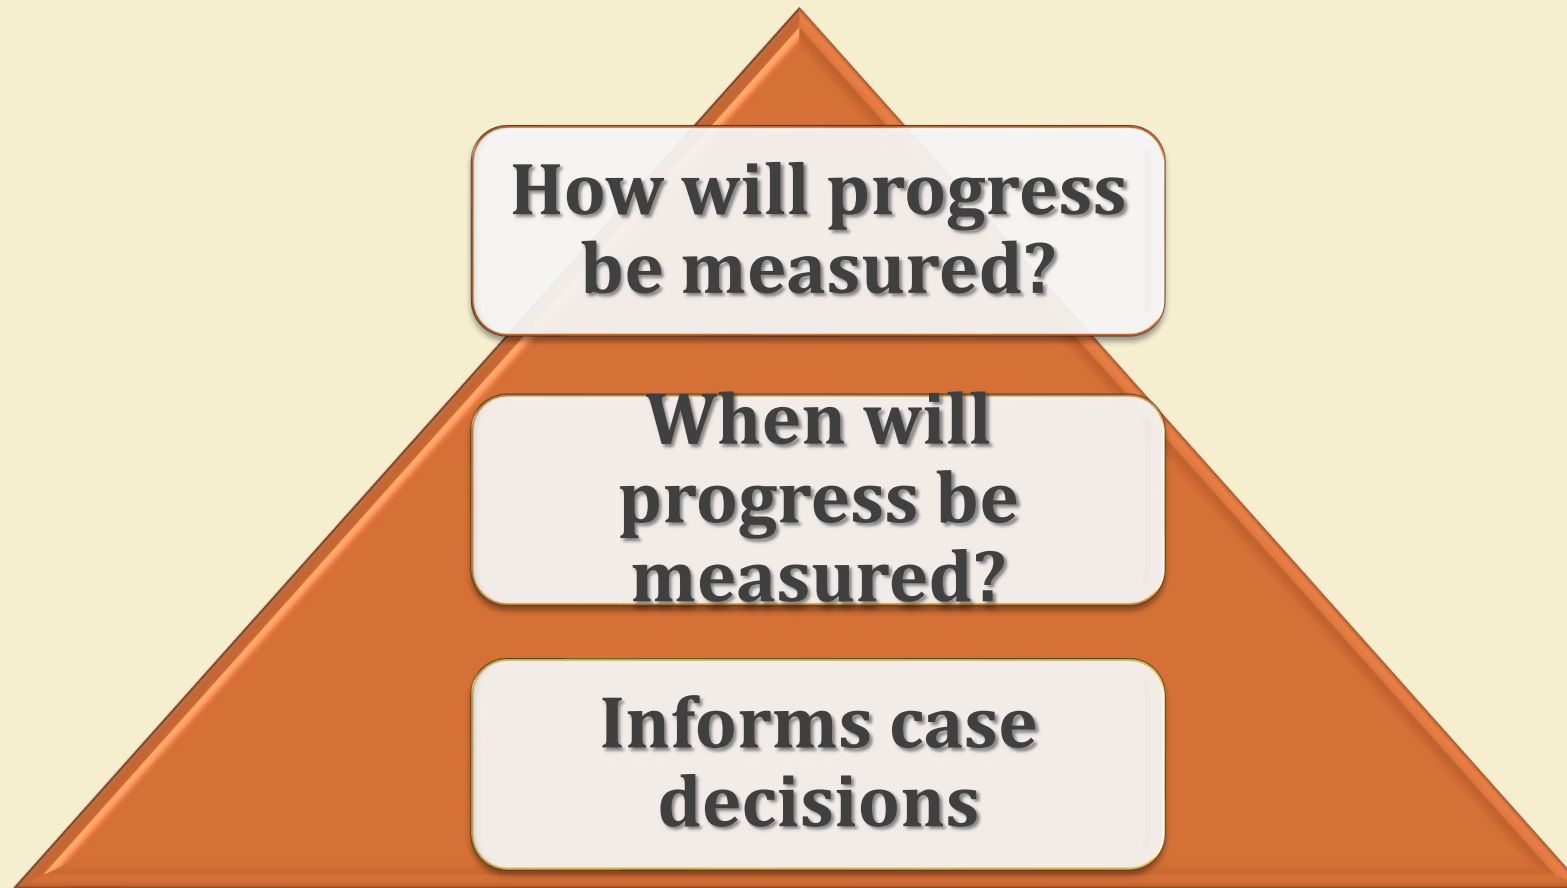 How will progress
be measured?
When will
progress be
measured?
Informs case
decisions